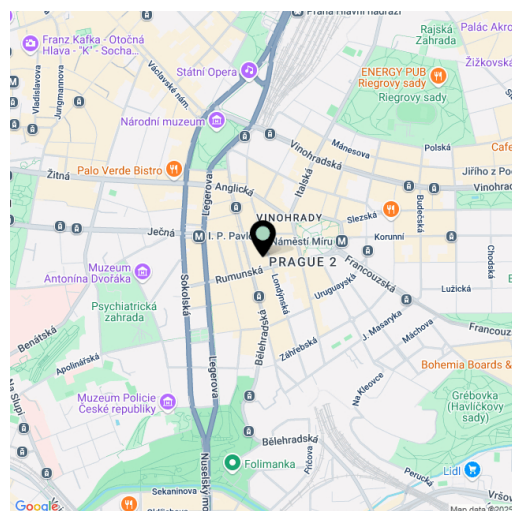 Praha Hlavní nádraží
Franz Kafka - Otočná
Hlava - "K" - Socha...
Rajská
Zahrada
Palác Akro
Žižkovská
Státní Opera
ENERGY PUB
Riegrovy sady
Riegrovy sady
Vladislavova
Jungmannova
Václavské nám.
M
Národní muzeum
Mánesova
Vinohradská
Polská
Cafe
Palo Verde Bistro
Žitná
Anglická
Legerova
Italská
Jiřího z Pod
Vinohrad
Budečská
VINOHRADY
Slezská
Ječná
M
I. P. Pavlo
Náměstí Míru
M
Korunní
Chodská
PRAGUE 2
Muzeum
Antonína Dvořáka
Rumunská
Londýnská
Francouzská
Sokolská
Uruguayská
Lužická
Psychiatrická
zahrada
Bělehradská
J. Masaryka
Máchova
Francouz
Benátská
Záhřebská
Apolinářská
Legerova
Bohemia Boards &
Na Slupi
Na Kleovce
Muzeum Policie
České republiky
Grébovka
(Havlíčkovy
sady)
Bělehradská
Folimanka
Fričova
Nuselský mo
Perucká
Lidl
Sekaninova
Vršov
Google
Map data ©2025